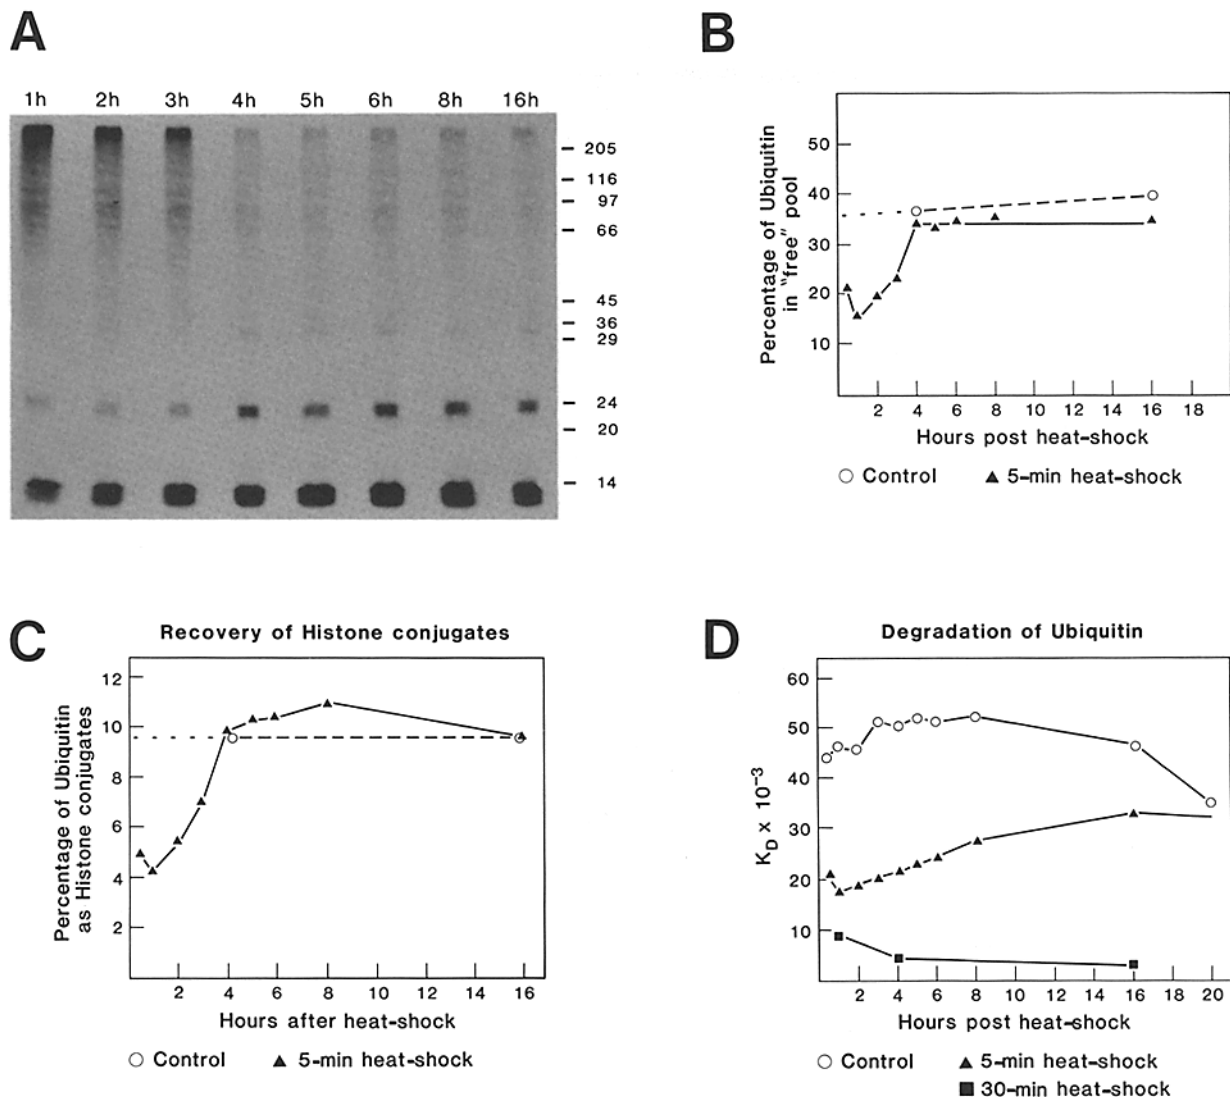 A
1h 2h 3h 4h 5h 6h 8h 16h
205
116
97
66
45
36
29
24
20
14
B
Percentage of Ubiquitin
in "free" pool
50
40
30
20
10
2 4 6 8 10 12 14 16 18
Hours post heat-shock
Control 5-min heat-shock
C
Recovery of Histone conjugates
Percentage of Ubiquitin
as Histone conjugates
12
10
8
6
4
2
2 4 6 8 10 12 14 16
Hours after heat-shock
Control 5-min heat-shock
D
Degradation of Ubiquitin
K_D x 10⁻³
60
50
40
30
20
10
2 4 6 8 10 12 14 16 18 20
Hours post heat-shock
Control 5-min heat-shock
30-min heat-shock